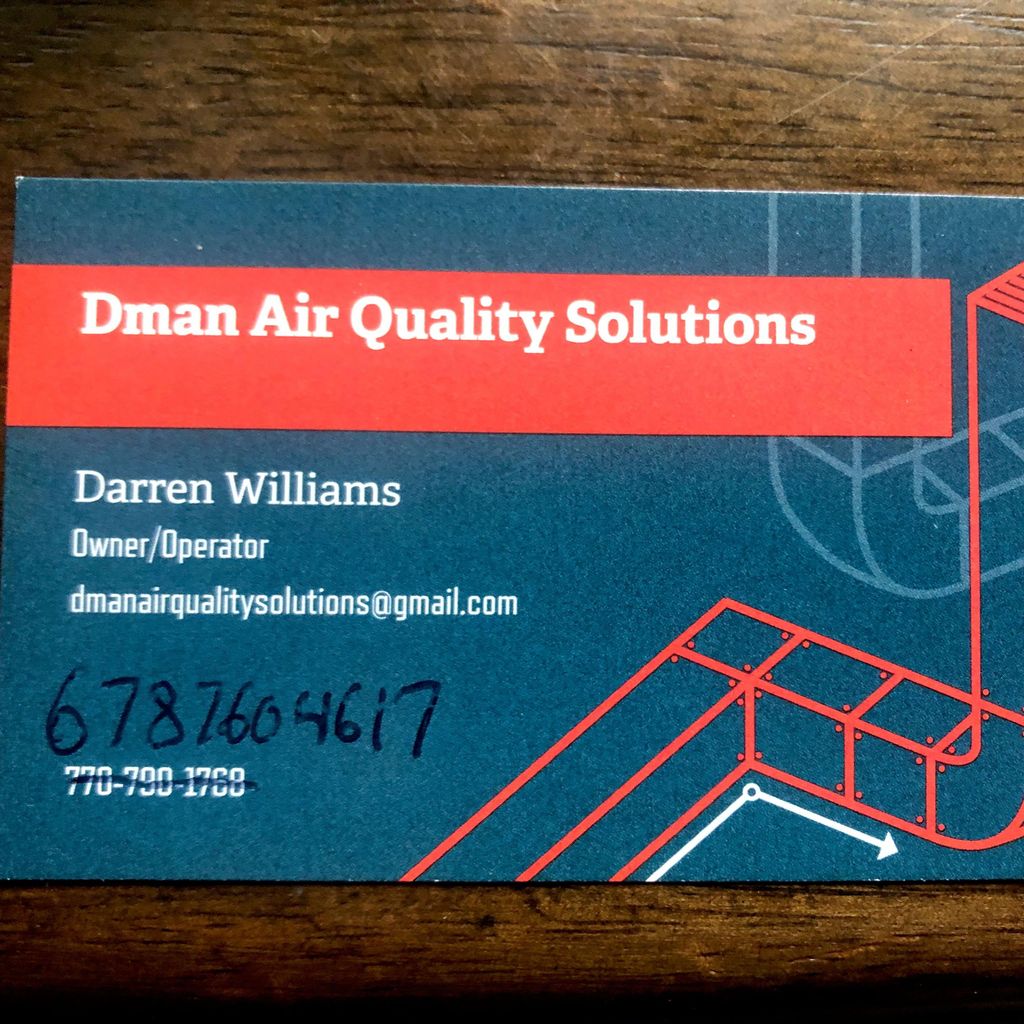 Dman Air Quality Solutions
Darren Williams
Owner/Operator
dmanairqualitysolutions@gmail.com
6787604617
770-790-1768